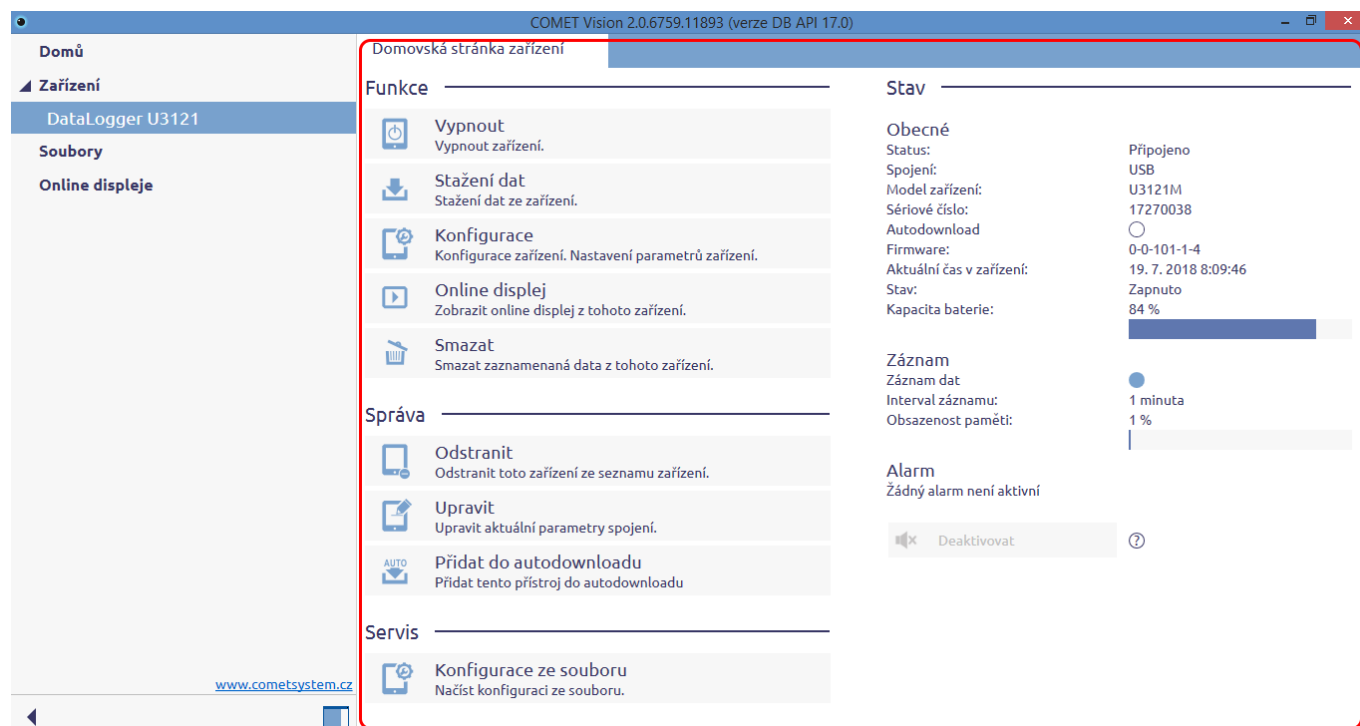 COMET Vision 2.0.6759.11893 (verze DB API 17.0)
Domů
Zařízení
DataLogger U3121
Soubory
Online displeje
www.cometsystem.cz
Domovská stránka zařízení
Funkce
Vypnout
Vypnout zařízení.
Stažení dat
Stažení dat ze zařízení.
Konfigurace
Konfigurace zařízení. Nastavení parametrů zařízení.
Online displej
Zobrazit online displej z tohoto zařízení.
Smazat
Smazat zaznamenaná data z tohoto zařízení.
Správa
Odstranit
Odstranit toto zařízení ze seznamu zařízení.
Upravit
Upravit aktuální parametry spojení.
AUTO
Přidat do autodownloadu
Přidat tento přístroj do autodownloadu
Servis
Konfigurace ze souboru
Načíst konfiguraci ze souboru.
Stav
Obecné
Status: Připojeno
Spojení: USB
Model zařízení: U3121M
Sériové číslo: 17270038
Autodownload
Firmware: 0-0-101-1-4
Aktuální čas v zařízení: 19. 7. 2018 8:09:46
Stav: Zapnuto
Kapacita baterie: 84 %
Záznam
Záznam dat
Interval záznamu: 1 minuta
Obsazenost paměti: 1 %
Alarm
Žádný alarm není aktivní
Deaktivovat ?